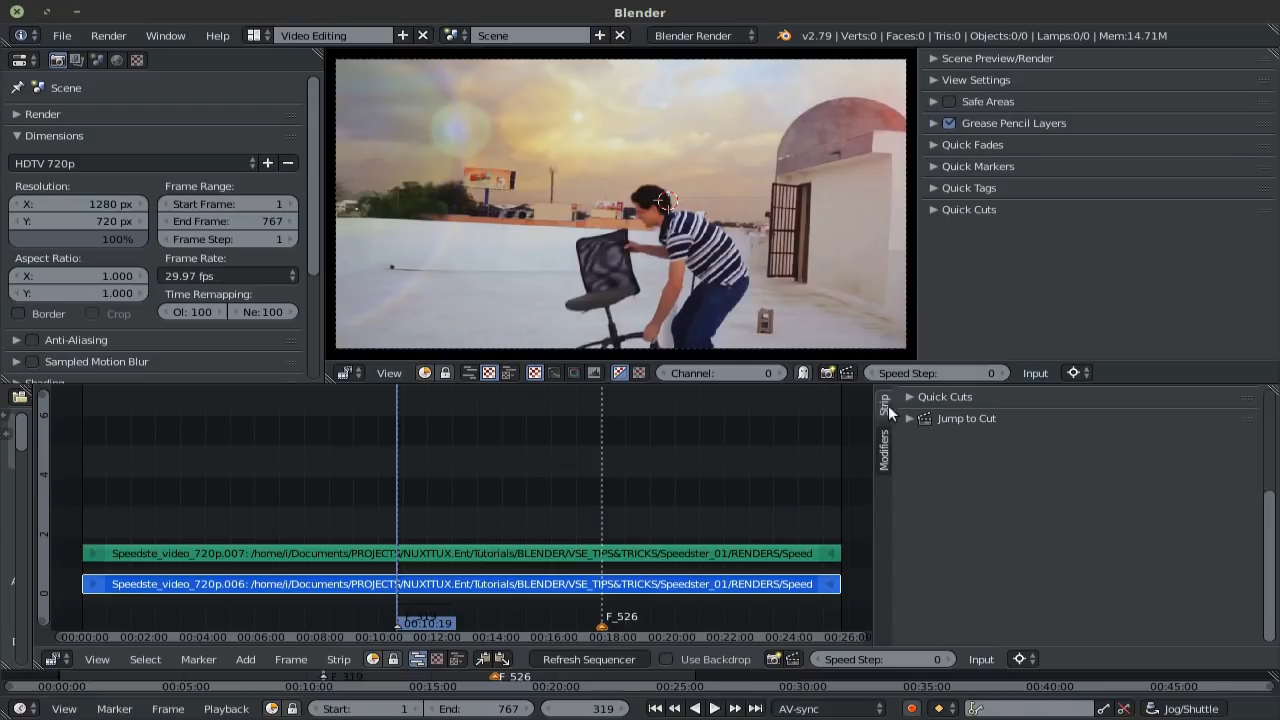 Blender
File Render Window Help Video Editing Scene Blender Render v2.79 | Verts:0 | Faces:0 | Tris:0 | Objects:0/0 | Lamps:0/0 | Mem:14.71M
Scene
Render
Dimensions
HDTV 720p
Resolution: Frame Range:
X: 1280 px Start Frame: 1
Y: 720 px End Frame: 767
100% Frame Step: 1
Aspect Ratio: Frame Rate:
X: 1.000 29.97 fps
Y: 1.000 Time Remapping:
Border Crop Ol: 100 Ne: 100
Anti-Aliasing
Sampled Motion Blur
Shading
Scene Preview/Render
View Settings
Safe Areas
Grease Pencil Layers
Quick Fades
Quick Markers
Quick Tags
Quick Cuts
View Channel: 0 Speed Step: 0 Input
Strip
Modifiers
Quick Cuts
Jump to Cut
6
4
2
0
Speedste_video_720p.007: /home/i/Documents/PROJECTS/NUXTTUX.Ent/Tutorials/BLENDER/VSE_TIPS&TRICKS/Speedster_01/RENDERS/Speed
Speedste_video_720p.006: /home/i/Documents/PROJECTS/NUXTTUX.Ent/Tutorials/BLENDER/VSE_TIPS&TRICKS/Speedster_01/RENDERS/Speed
F_319 F_526
00:10:19
00:00:00 00:02:00 00:04:00 00:06:00 00:08:00 00:10:00 00:12:00 00:14:00 00:16:00 00:18:00 00:20:00 00:22:00 00:24:00 00:26:00
View Select Marker Add Frame Strip Refresh Sequencer Use Backdrop Speed Step: 0 Input
F_319 F_526
00:00:00 00:05:00 00:10:00 00:15:00 00:20:00 00:25:00 00:30:00 00:35:00 00:40:00 00:45:00
View Marker Frame Playback Start: 1 End: 767 319 AV-sync Jog/Shuttle